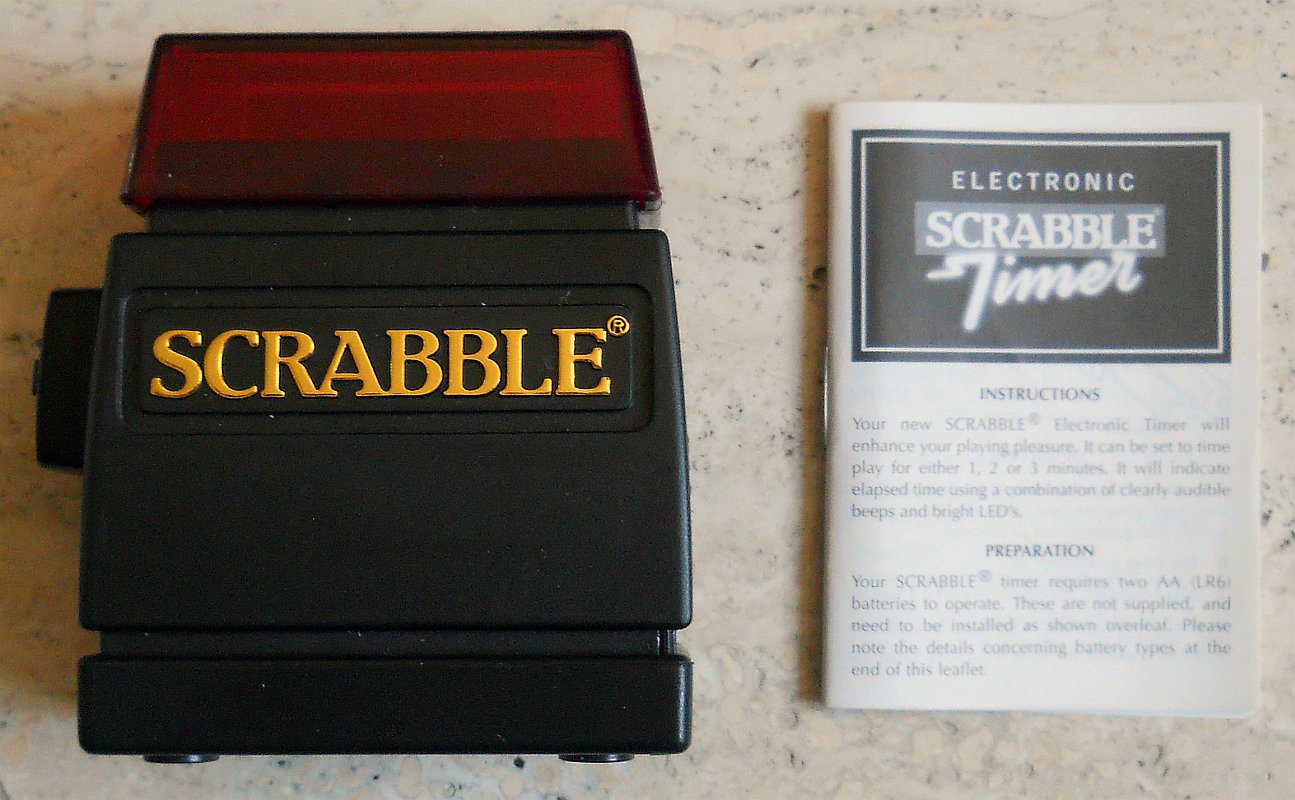 SCRABBLE®
ELECTRONIC
SCRABBLE®
Timer
INSTRUCTIONS
Your new SCRABBLE® Electronic Timer will
enhance your playing pleasure. It can be set to time
play for either 1, 2 or 3 minutes. It will indicate
elapsed time using a combination of clearly audible
beeps and bright LED's.
PREPARATION
Your SCRABBLE® timer requires two AA (LR6)
batteries to operate. These are not supplied, and
need to be installed as shown overleaf. Please
note the details concerning battery types at the
end of this leaflet.